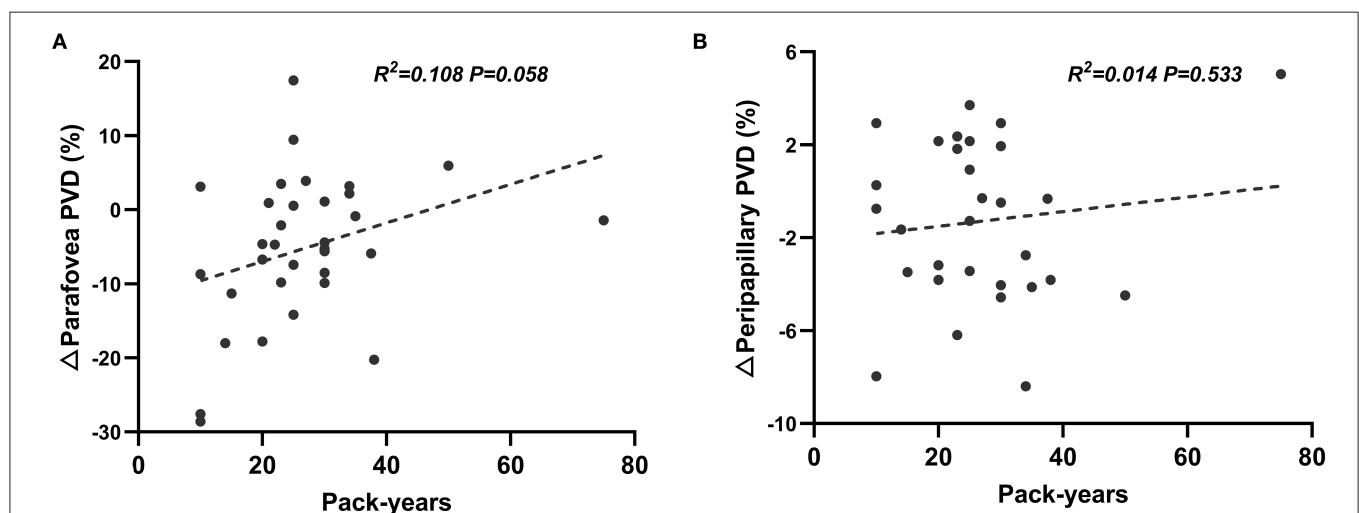 A
R²=0.108 P=0.058
△Parafovea PVD (%)
20
10
0
-10
-20
-30
0 20 40 60 80
Pack-years
B
R²=0.014 P=0.533
△Peripapillary PVD (%)
6
2
-2
-6
-10
0 20 40 60 80
Pack-years